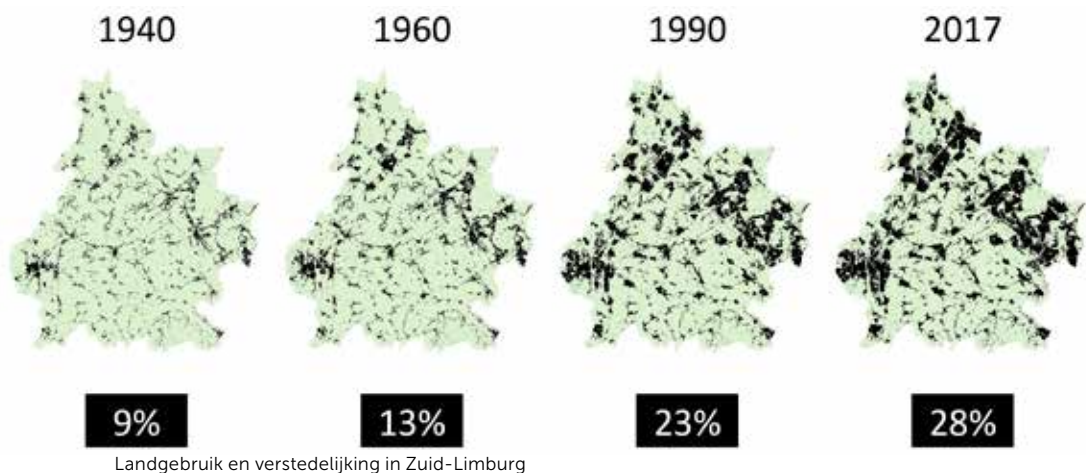 1940 1960 1990 2017
9% 13% 23% 28%
Landgebruik en verstedelijking in Zuid-Limburg